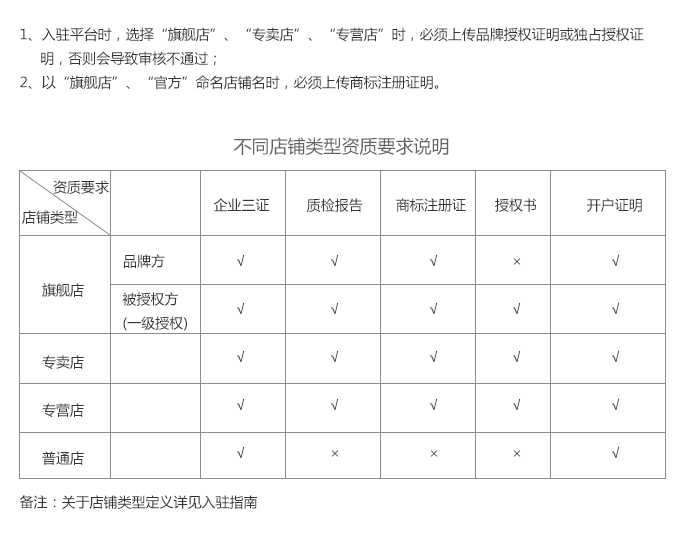 1、入驻平台时，选择“旗舰店”、“专卖店”、“专营店”时，必须上传品牌授权证明或独占授权证
明，否则会导致审核不通过；
2、以“旗舰店”、“官方”命名店铺名时，必须上传商标注册证明。
不同店铺类型资质要求说明
资质要求
店铺类型
企业三证 质检报告 商标注册证 授权书 开户证明
旗舰店
品牌方 √ √ √ × √
被授权方
(一级授权) √ √ √ √ √
专卖店 √ √ √ √ √
专营店 √ √ √ √ √
普通店 √ × × × √
备注：关于店铺类型定义详见入驻指南